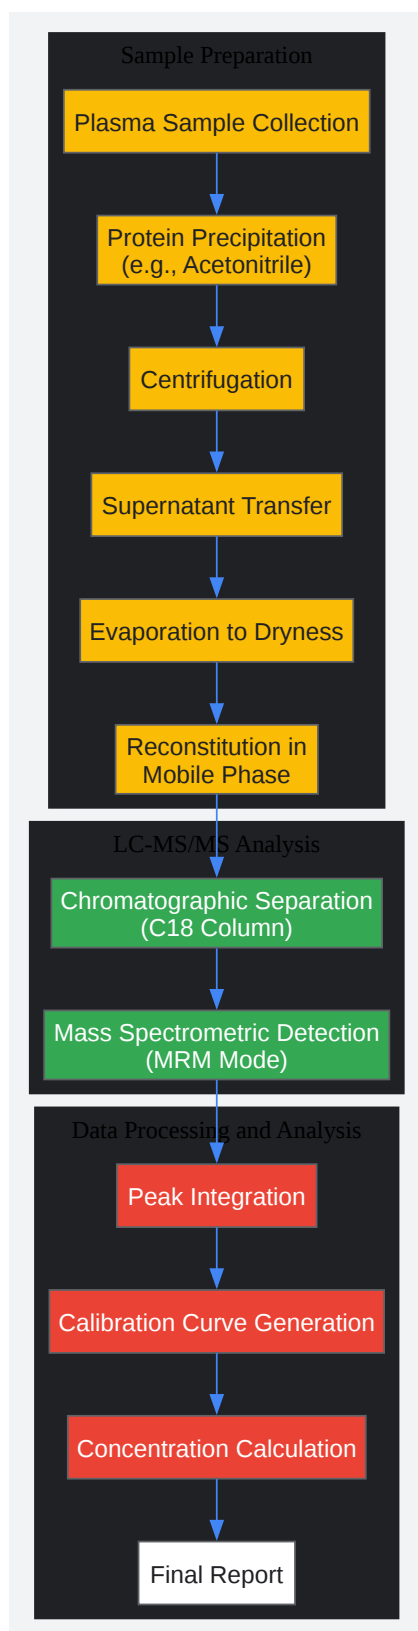 Sample Preparation
Plasma Sample Collection
Protein Precipitation
(e.g., Acetonitrile)
Centrifugation
Supernatant Transfer
Evaporation to Dryness
Reconstitution in
Mobile Phase
LC-MS/MS Analysis
Chromatographic Separation
(C18 Column)
Mass Spectrometric Detection
(MRM Mode)
Data Processing and Analysis
Peak Integration
Calibration Curve Generation
Concentration Calculation
Final Report